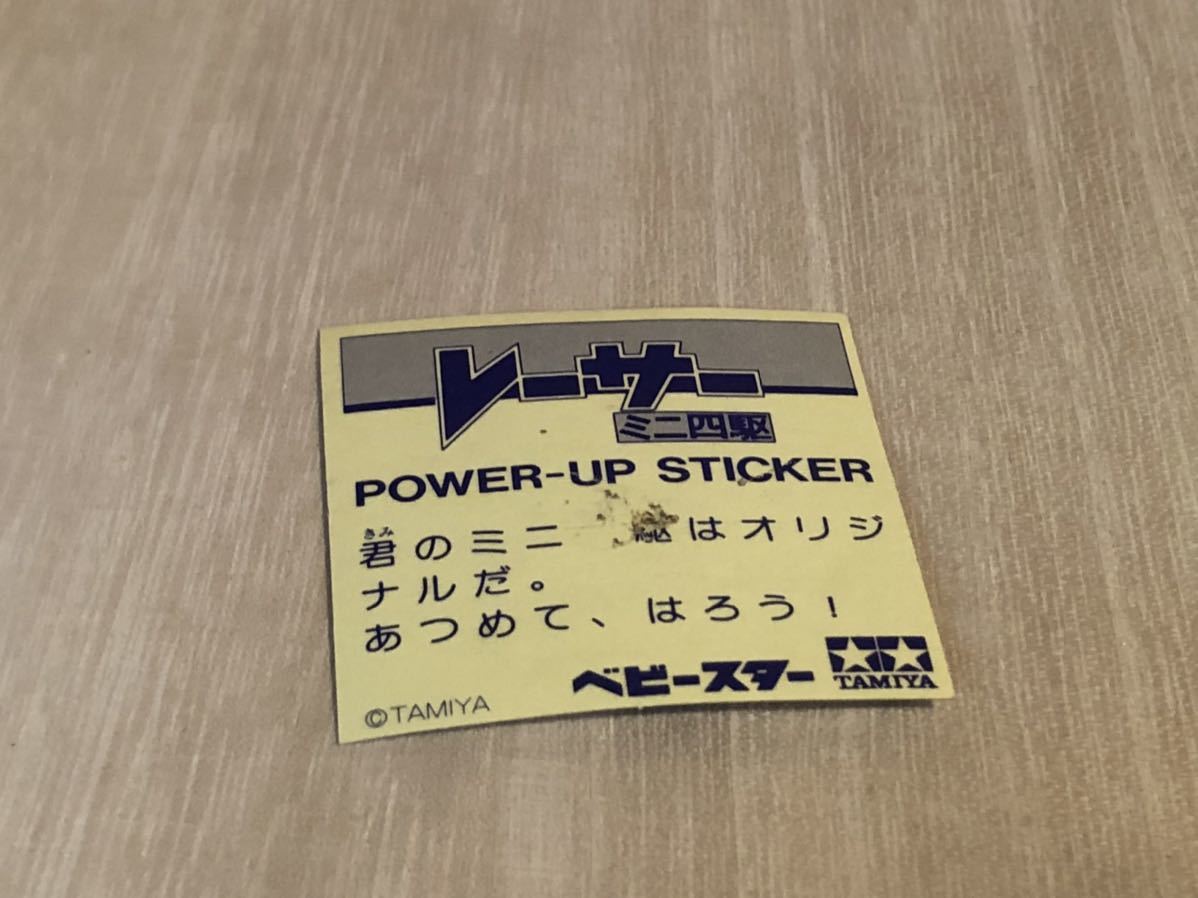 レーサー
ミニ四駆
POWER-UP STICKER
きみ
君のミニ はオリジ
ナルだ。
あつめて、はろう!
ベビースター
TAMIYA
©TAMIYA